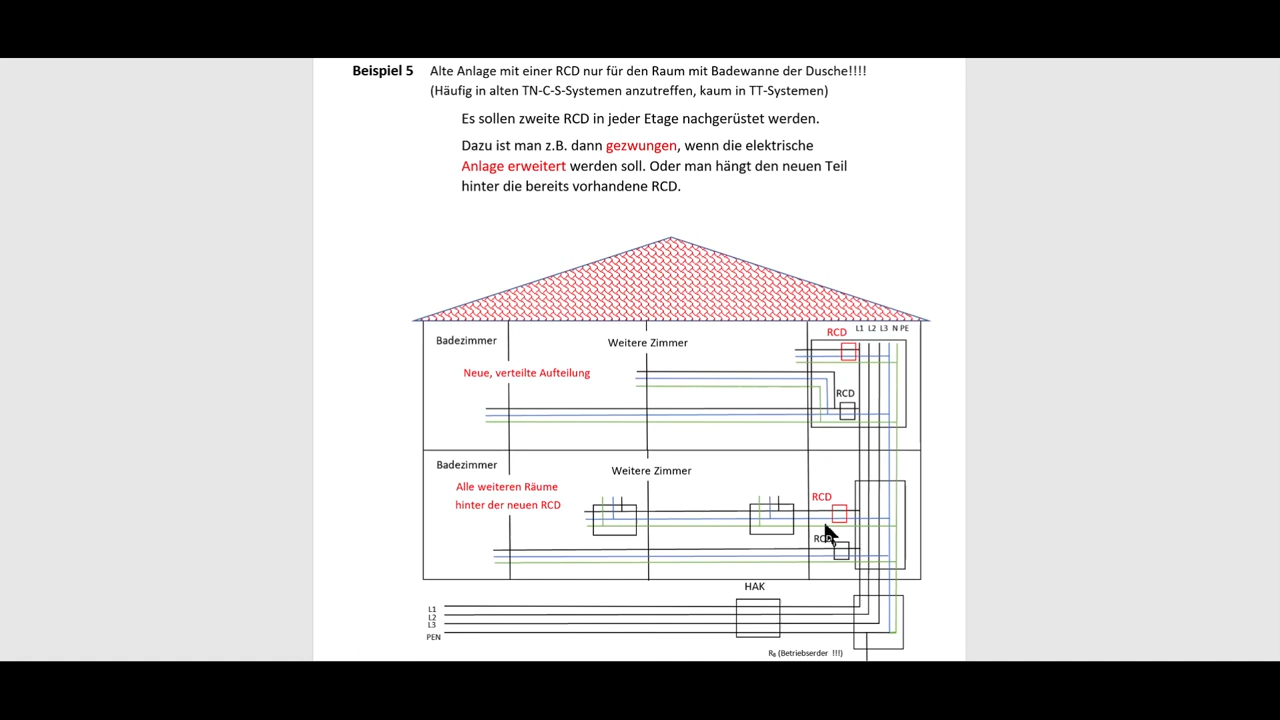 Beispiel 5 Alte Anlage mit einer RCD nur für den Raum mit Badewanne der Dusche!!!!
(Häufig in alten TN-C-S-Systemen anzutreffen, kaum in TT-Systemen)
Es sollen zweite RCD in jeder Etage nachgerüstet werden.
Dazu ist man z.B. dann gezwungen, wenn die elektrische
Anlage erweitert werden soll. Oder man hängt den neuen Teil
hinter die bereits vorhandene RCD.
RCD L1 L2 L3 N PE
Badezimmer Weitere Zimmer
Neue, verteilte Aufteilung
RCD
Badezimmer Weitere Zimmer
Alle weiteren Räume
hinter der neuen RCD
RCD
HAK
L1
L2
L3
PEN
(Betriebserder !!!)